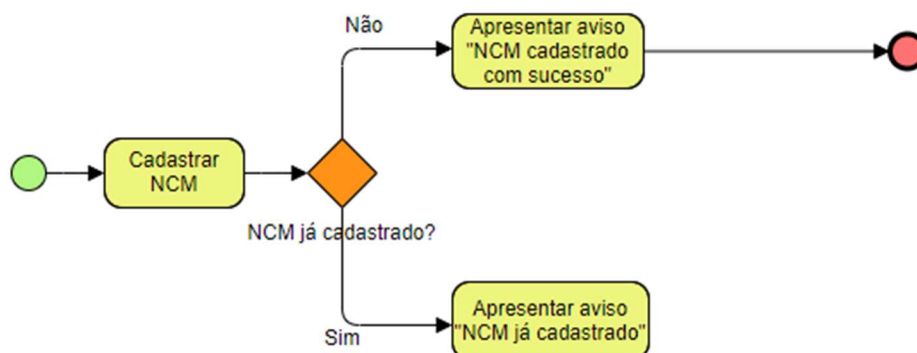 Não
Apresentar aviso
"NCM cadastrado
com sucesso"
Cadastrar
NCM
NCM já cadastrado?
Sim
Apresentar aviso
"NCM já cadastrado"